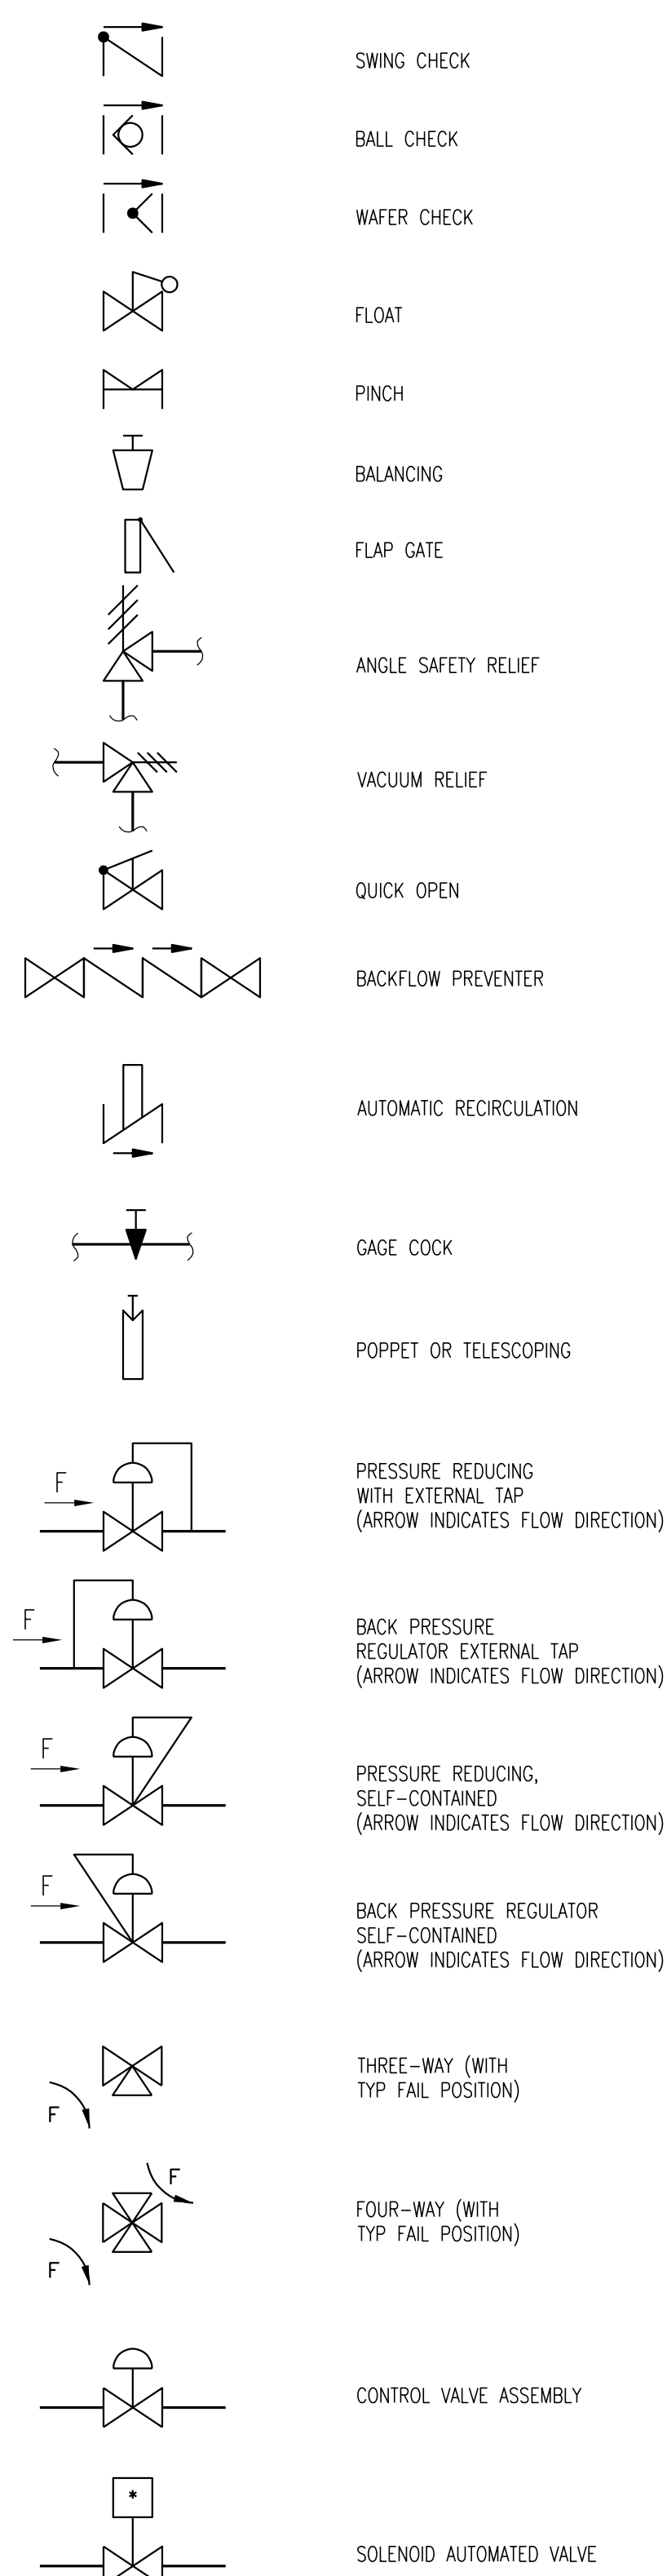 SWING CHECK
BALL CHECK
WAFER CHECK
FLOAT
PINCH
BALANCING
FLAP GATE
ANGLE SAFETY RELIEF
VACUUM RELIEF
QUICK OPEN
BACKFLOW PREVENTER
AUTOMATIC RECIRCULATION
GAGE COCK
POPPET OR TELESCOPING
F
PRESSURE REDUCING
WITH EXTERNAL TAP
(ARROW INDICATES FLOW DIRECTION)
F
BACK PRESSURE
REGULATOR EXTERNAL TAP
(ARROW INDICATES FLOW DIRECTION)
F
PRESSURE REDUCING,
SELF-CONTAINED
(ARROW INDICATES FLOW DIRECTION)
F
BACK PRESSURE REGULATOR
SELF-CONTAINED
(ARROW INDICATES FLOW DIRECTION)
F
THREE-WAY (WITH
TYP FAIL POSITION)
F
F
FOUR-WAY (WITH
TYP FAIL POSITION)
CONTROL VALVE ASSEMBLY
*
SOLENOID AUTOMATED VALVE